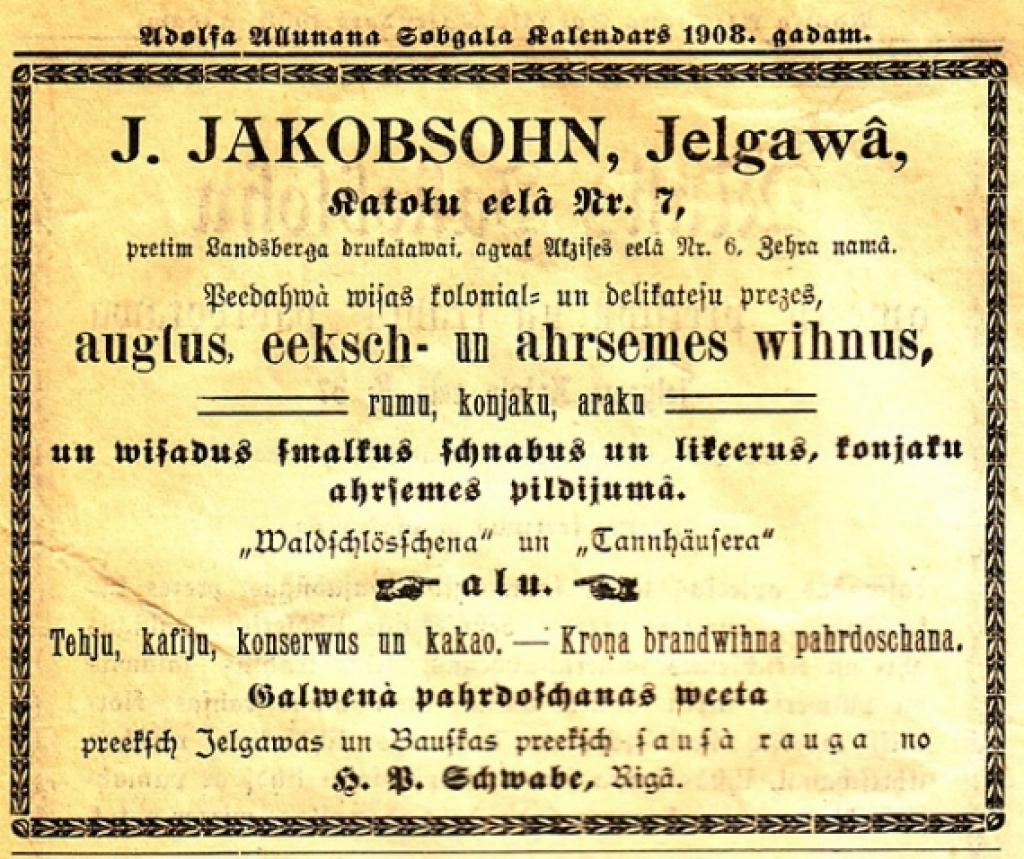 Adolfa Allunana Sobgala Kalendars 1908. gadam.
J. JAKOBSOHN, Jelgawâ,
Katoļu eelâ Nr. 7,
pretim Landsberga drukatawai, agrak Akziſes eelâ Nr. 6, Zehra namâ.
Peedahwà wiſas kolonial⸗ un delikateſu prezes,
augļus, eeksch- un ahrsemes wihnus,
rumu, konjaku, araku
un wiſadus ſmalkus ſchnabus un likeerus, konjaku
ahrſemes pildijumâ.
„Waldſchlösſchena“ un „Tannhäuſera“
☞ alu. ☜
Tehju, kafiju, konserwus un kakao. — Kroņa brandwihna pahrdoschana.
Galwenà pahrdoſchanas weeta
preekſch Jelgawas un Bauſkas preekſch ſauſà rauga no
H. P. Schwabe, Rigâ.